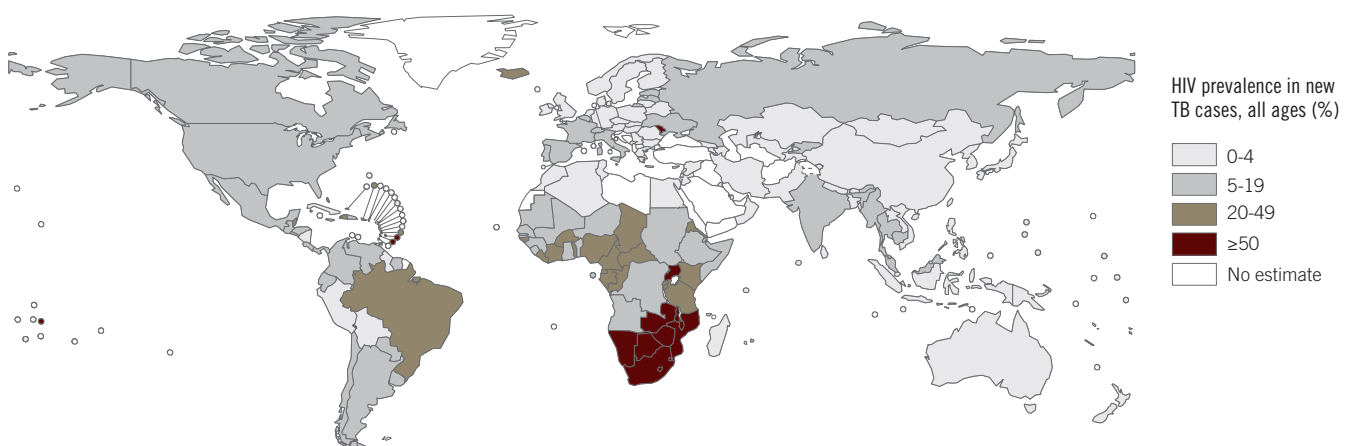 HIV prevalence in new
TB cases, all ages (%)
0-4
5-19
20-49
≥50
No estimate